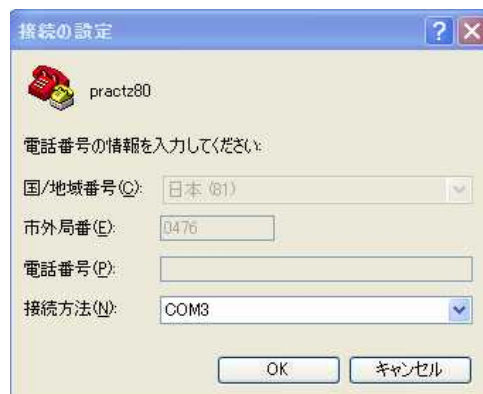 接続の設定
practz80
電話番号の情報を入力してください:
国/地域番号(C): 日本 (81)
市外局番(E): 0476
電話番号(P):
接続方法(N): COM3
OK キャンセル